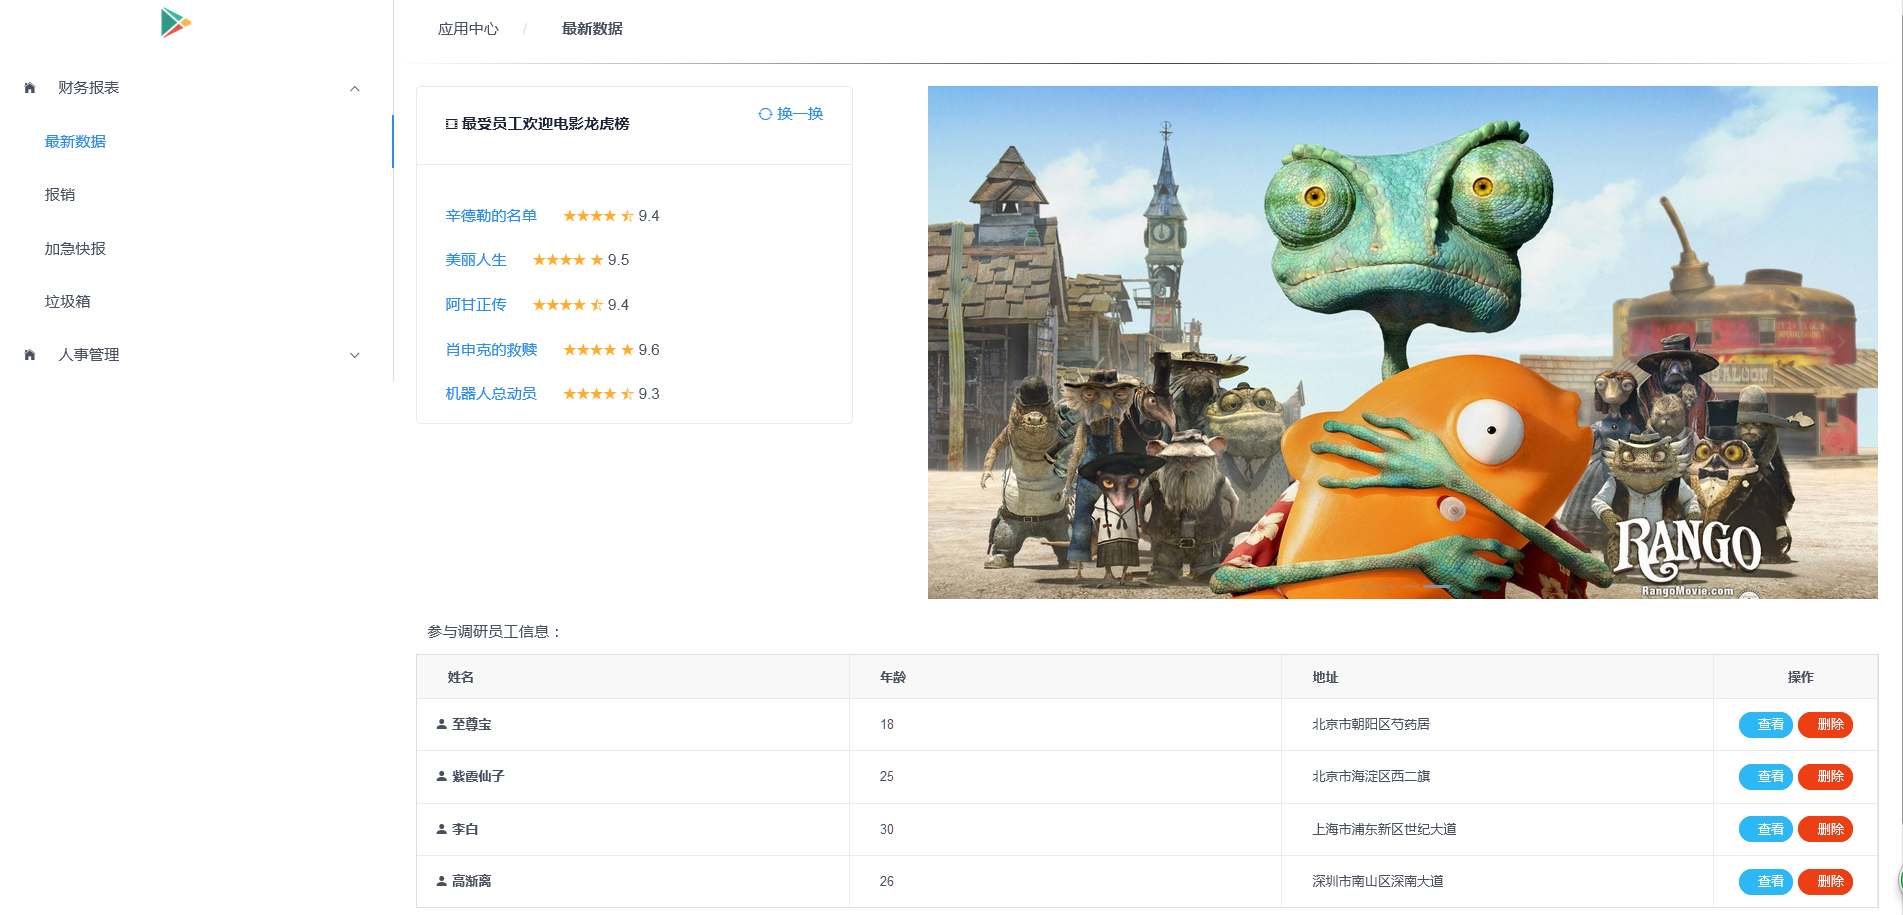 应用中心 / 最新数据
财务报表
最新数据
报销
加急快报
垃圾箱
人事管理
最受员工欢迎电影龙虎榜
换一换
辛德勒的名单 9.4
美丽人生 9.5
阿甘正传 9.4
肖申克的救赎 9.6
机器人总动员 9.3
SALOON
RANGO
RangoMovie.com
参与调研员工信息：
姓名 年龄 地址 操作
至尊宝 18 北京市朝阳区芍药居 查看 删除
紫霞仙子 25 北京市海淀区西二旗 查看 删除
李白 30 上海市浦东新区世纪大道 查看 删除
高渐离 26 深圳市南山区深南大道 查看 删除